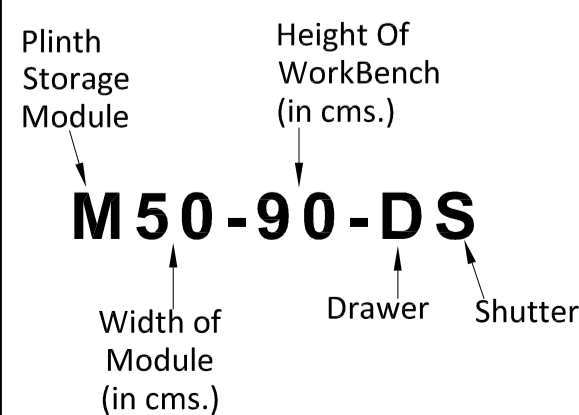 Plinth
Storage
Module
Height Of
WorkBench
(in cms.)
M50-90-DS
Width of
Module
(in cms.)
Drawer
Shutter